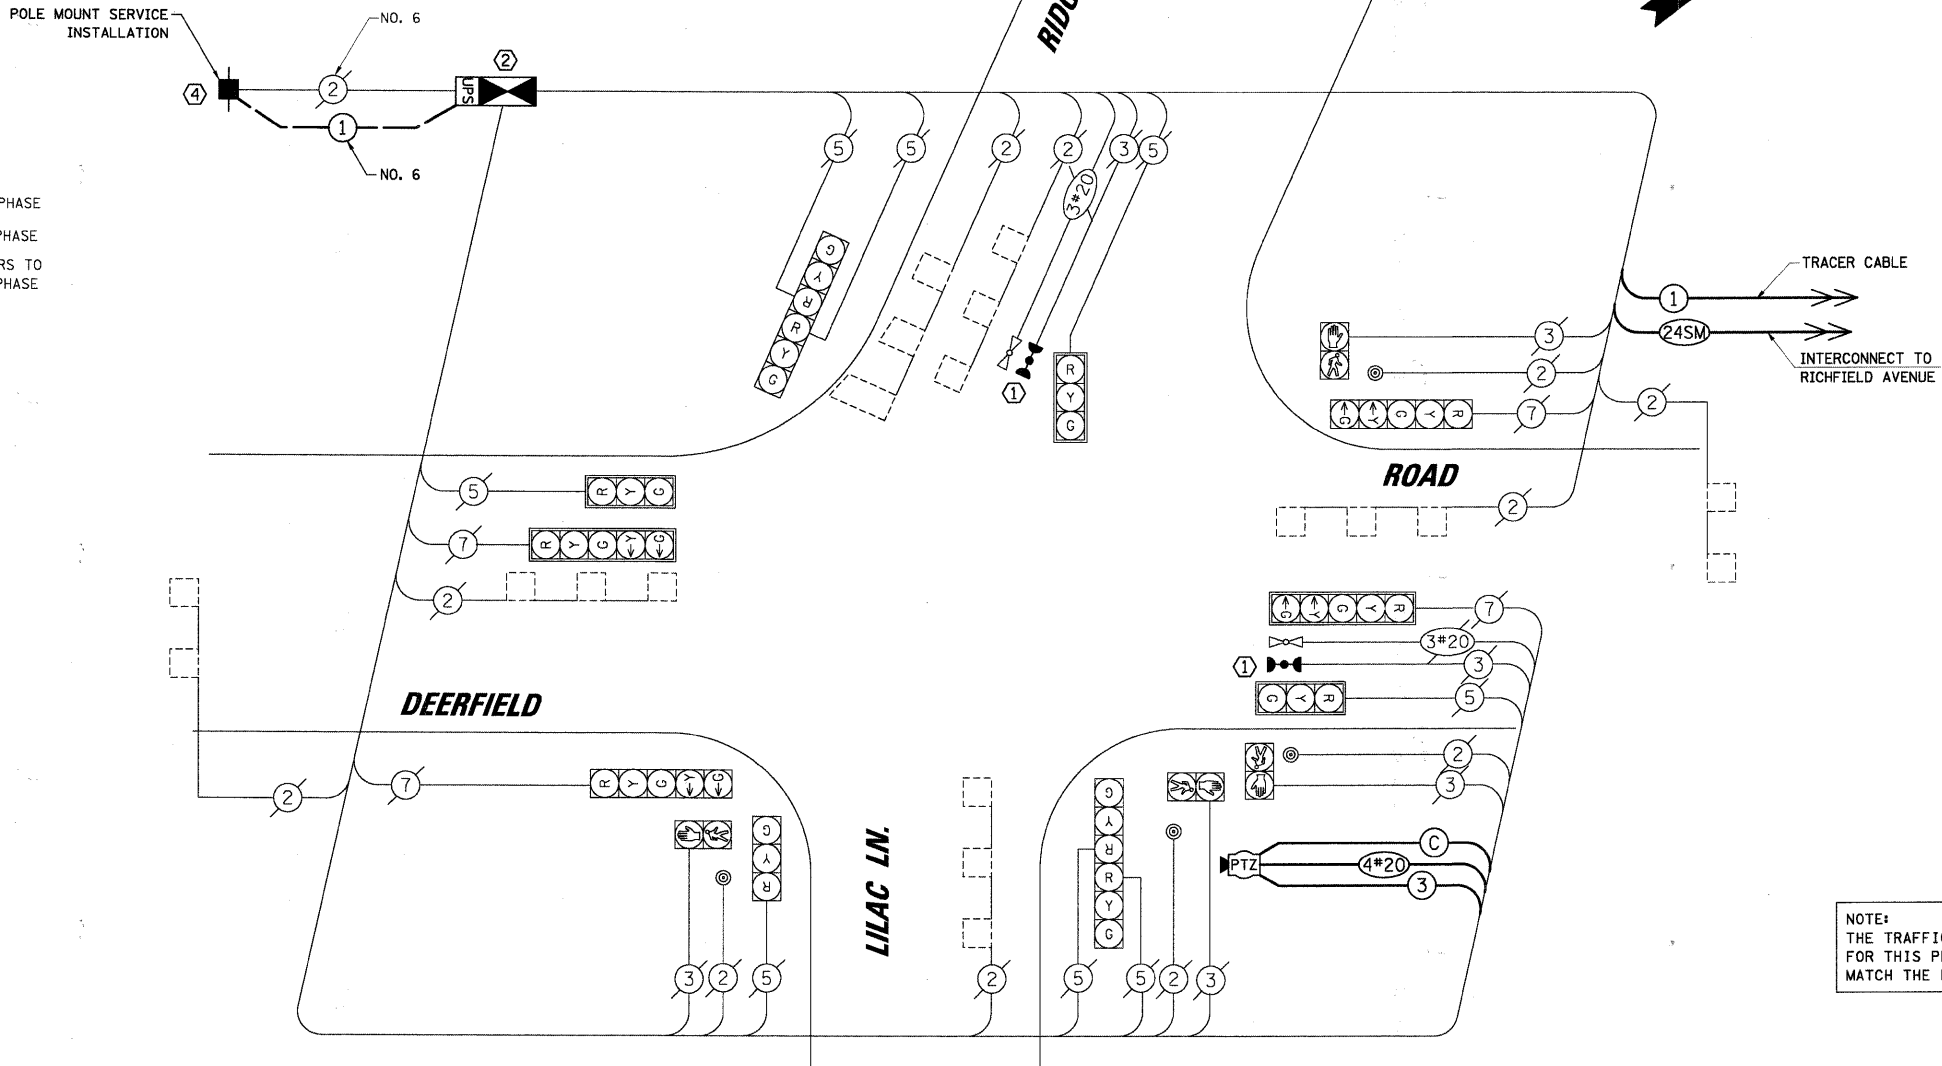 POLE MOUNT SERVICE
INSTALLATION
NO. 6
2
4
2
UPS
1
NO. 6
PHASE
PHASE
RS TO
PHASE
5
5
2
2
3#20
3
5
G
Y
R
R
Y
G
1
R
Y
G
TRACER CABLE
1
24SM
INTERCONNECT TO
RICHFIELD AVENUE
3
2
G Y G Y R
7
2
ROAD
2
5
R Y G
7
R Y G Y G
2
G Y G Y R
7
3#20
1
3
G Y R
5
DEERFIELD
2
7
R Y G Y G
2
3
G
Y
R
LILAC LN.
G
Y
R
R
Y
G
PTZ
C
4#20
3
3
2
5
2
5
5
2
3
NOTE:
THE TRAFFI
FOR THIS P
MATCH THE